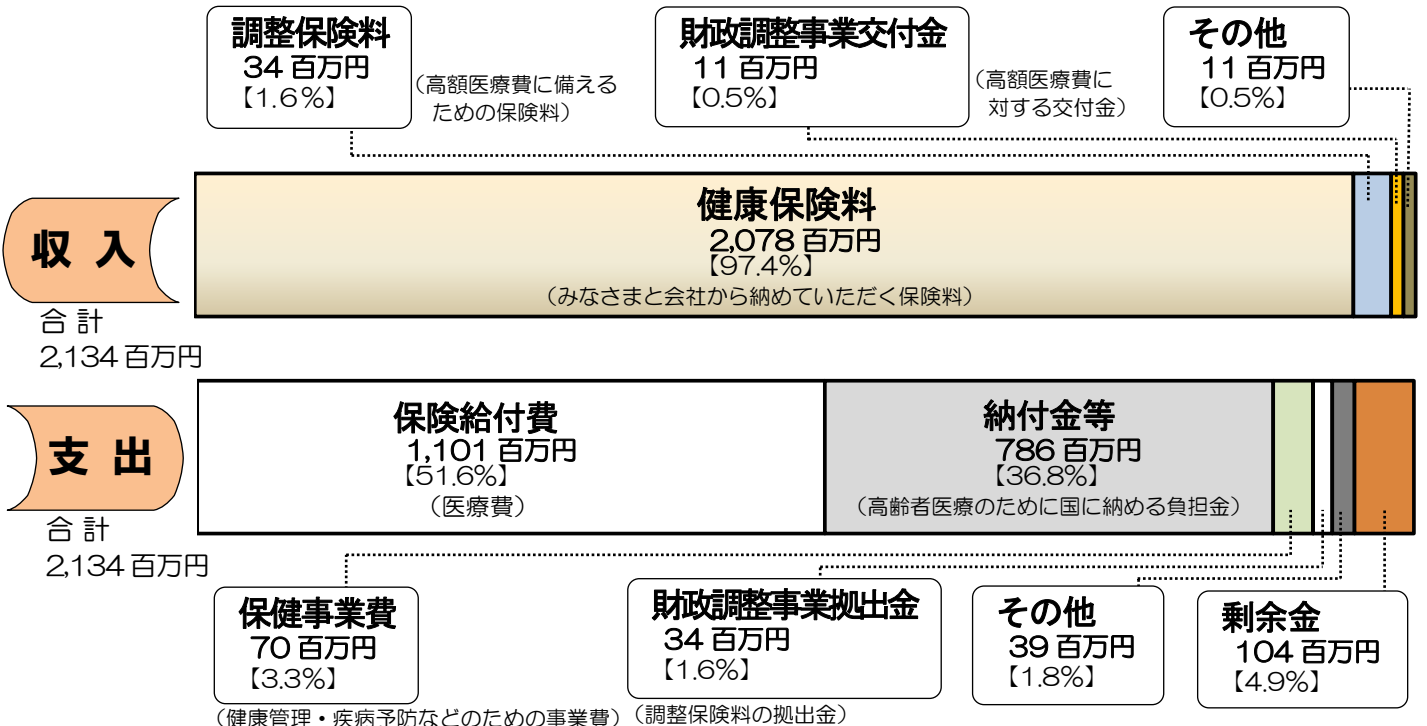 調整保険料
34 百万円
【1.6%】
（高額医療費に備える
ための保険料）
財政調整事業交付金
11 百万円
【0.5%】
（高額医療費に
対する交付金）
その他
11 百万円
【0.5%】
収 入
合 計
2,134 百万円
健康保険料
2,078 百万円
【97.4%】
（みなさまと会社から納めていただく保険料）
支 出
合 計
2,134 百万円
保険給付費
1,101 百万円
【51.6%】
（医療費）
納付金等
786 百万円
【36.8%】
（高齢者医療のために国に納める負担金）
保健事業費
70 百万円
【3.3%】
（健康管理・疾病予防などのための事業費）
財政調整事業拠出金
34 百万円
【1.6%】
（調整保険料の拠出金）
その他
39 百万円
【1.8%】
剰余金
104 百万円
【4.9%】